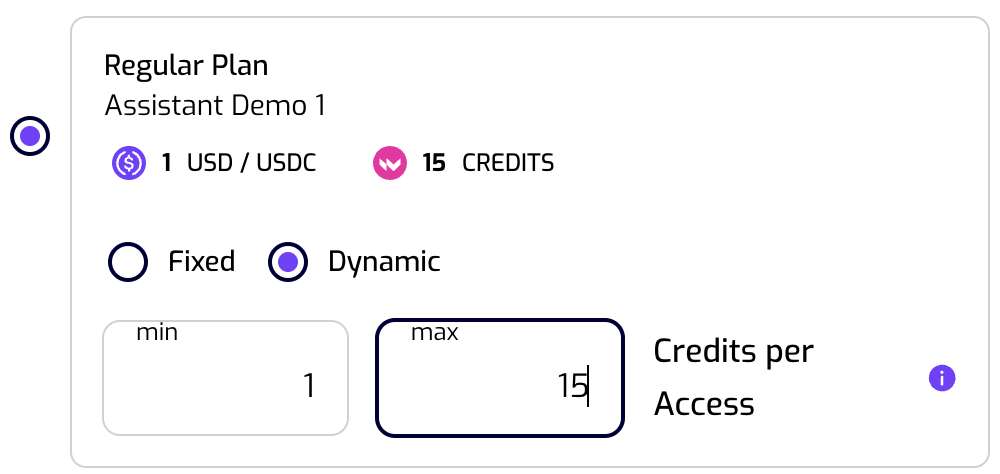 Regular Plan
Assistant Demo 1
1 USD / USDC 15 CREDITS
Fixed Dynamic
min max
1 15
Credits per
Access